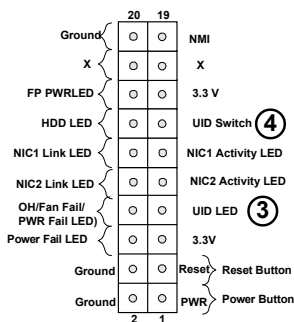 20 19
Ground NMI
X X
FP PWRLED 3.3 V
HDD LED UID Switch 4
NIC1 Link LED NIC1 Activity LED
NIC2 Link LED NIC2 Activity LED
OH/Fan Fail/
PWR Fail LED) UID LED 3
Power Fail LED 3.3V
Ground Reset Reset Button
Ground PWR Power Button
2 1